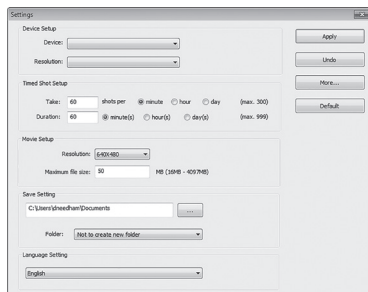 Settings
Device Setup
Device:
Resolution:
Timed Shot Setup
Take: 60 shots per minute hour day (max. 300)
Duration: 60 minute(s) hour(s) day(s) (max. 999)
Movie Setup
Resolution: 640X480
Maximum file size: 50 MB (16MB - 4097MB)
Save Setting
C:\Users\dneedham\Documents ...
Folder: Not to create new folder
Language Setting
English
Apply
Undo
More...
Default